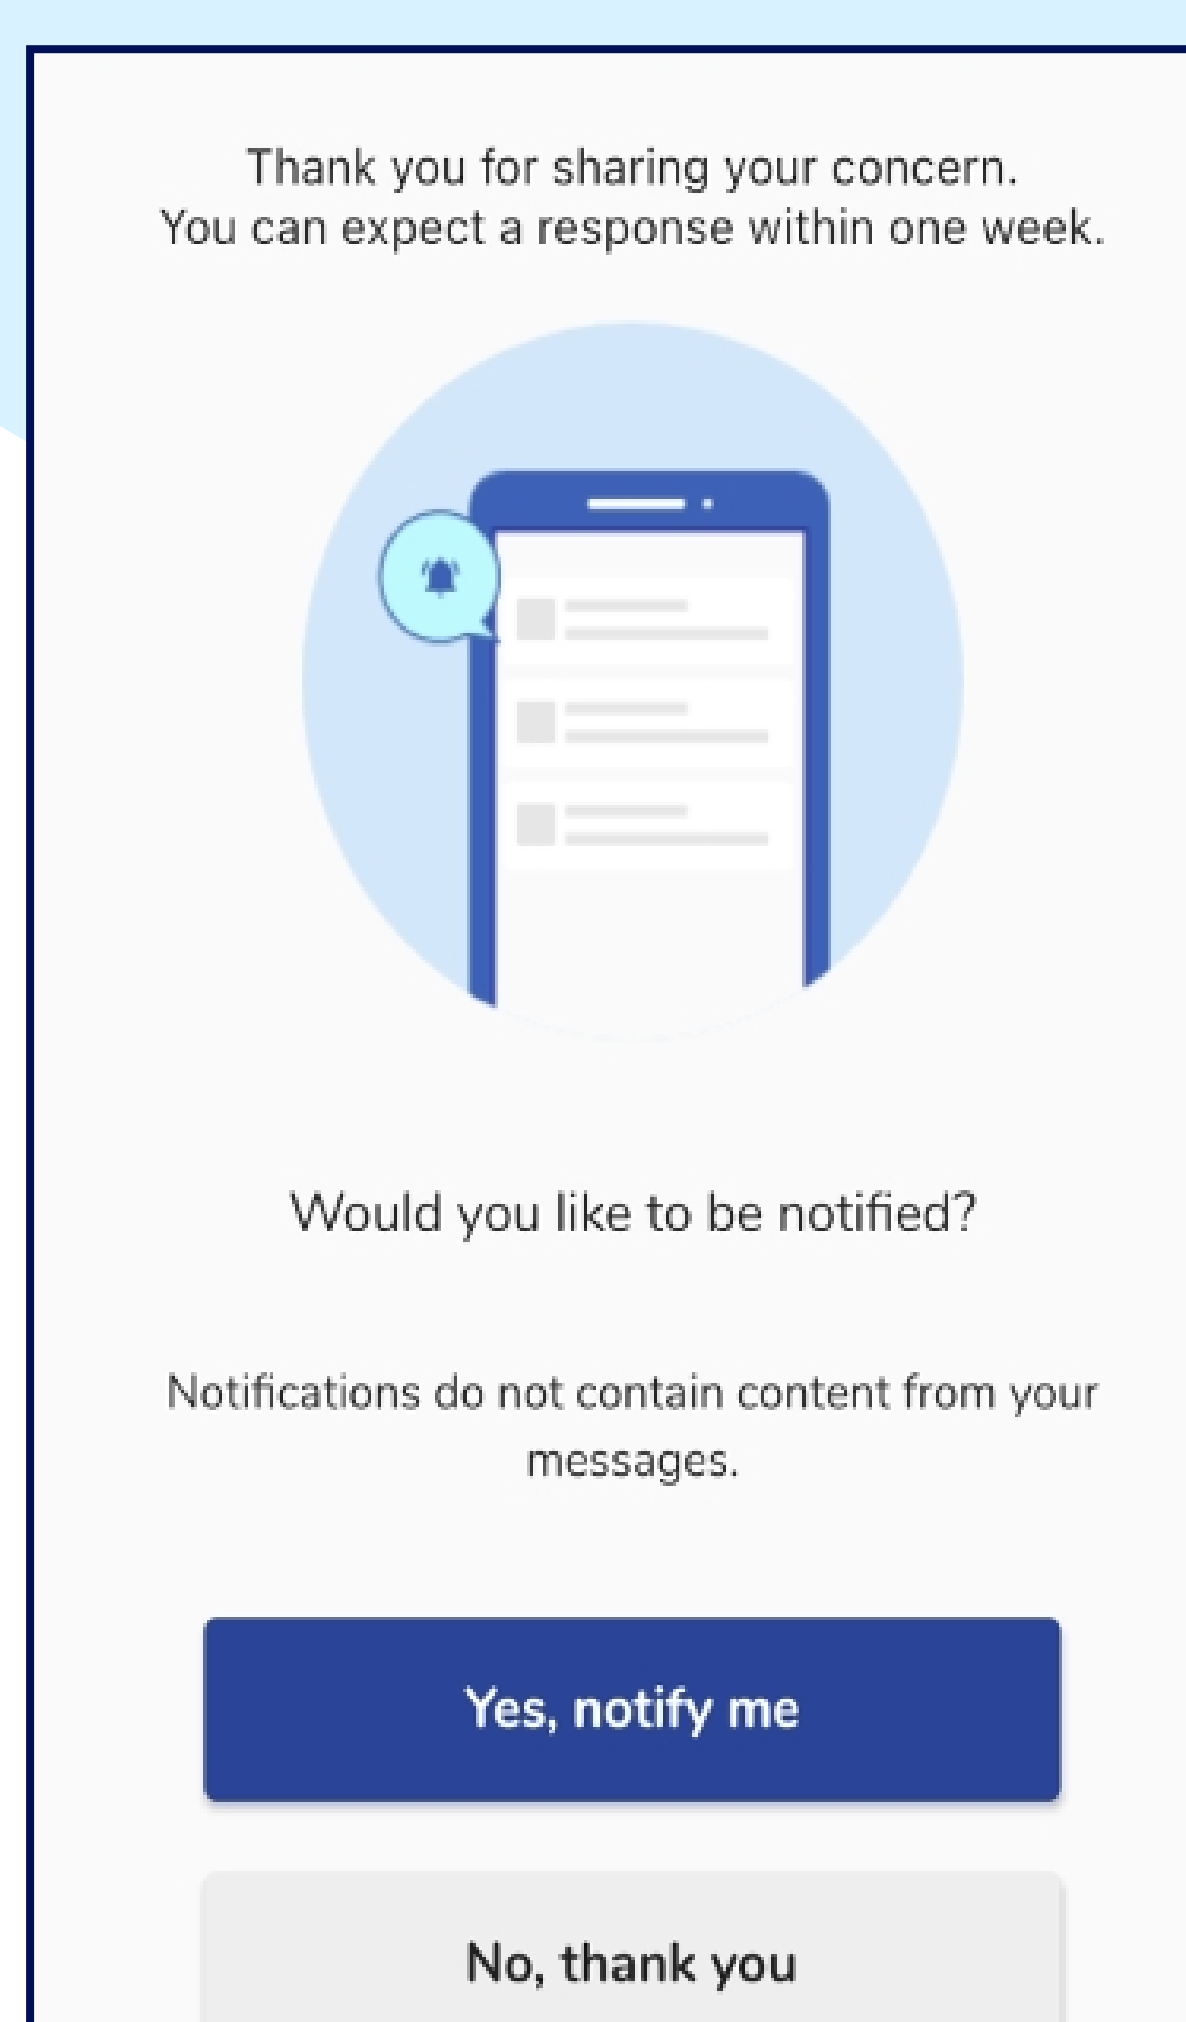 Thank you for sharing your concern.
You can expect a response within one week.
Would you like to be notified?
Notifications do not contain content from your
messages.
Yes, notify me
No, thank you